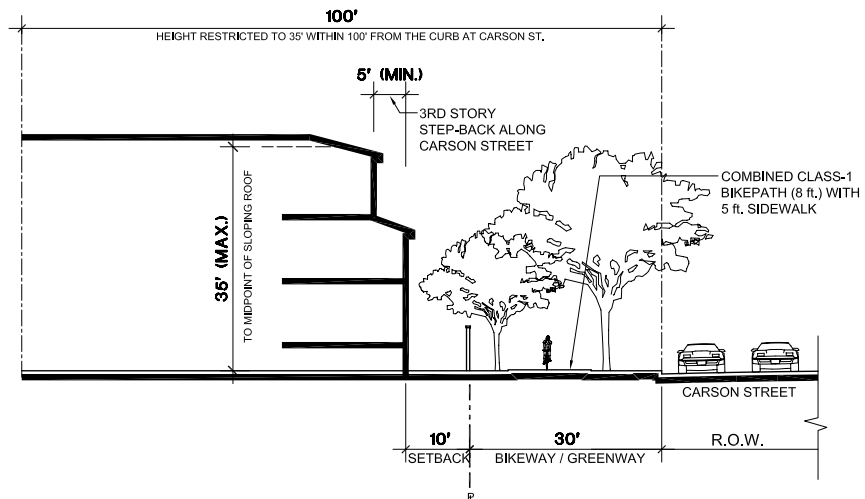 100'
HEIGHT RESTRICTED TO 35' WITHIN 100' FROM THE CURB AT CARSON ST.
5' (MIN.)
3RD STORY
STEP-BACK ALONG
CARSON STREET
COMBINED CLASS-1
BIKEPATH (8 ft.) WITH
5 ft. SIDEWALK
35' (MAX.)
TO MIDPOINT OF SLOPING ROOF
CARSON STREET
10'
30'
R.O.W.
SETBACK
BIKEWAY / GREENWAY
PL